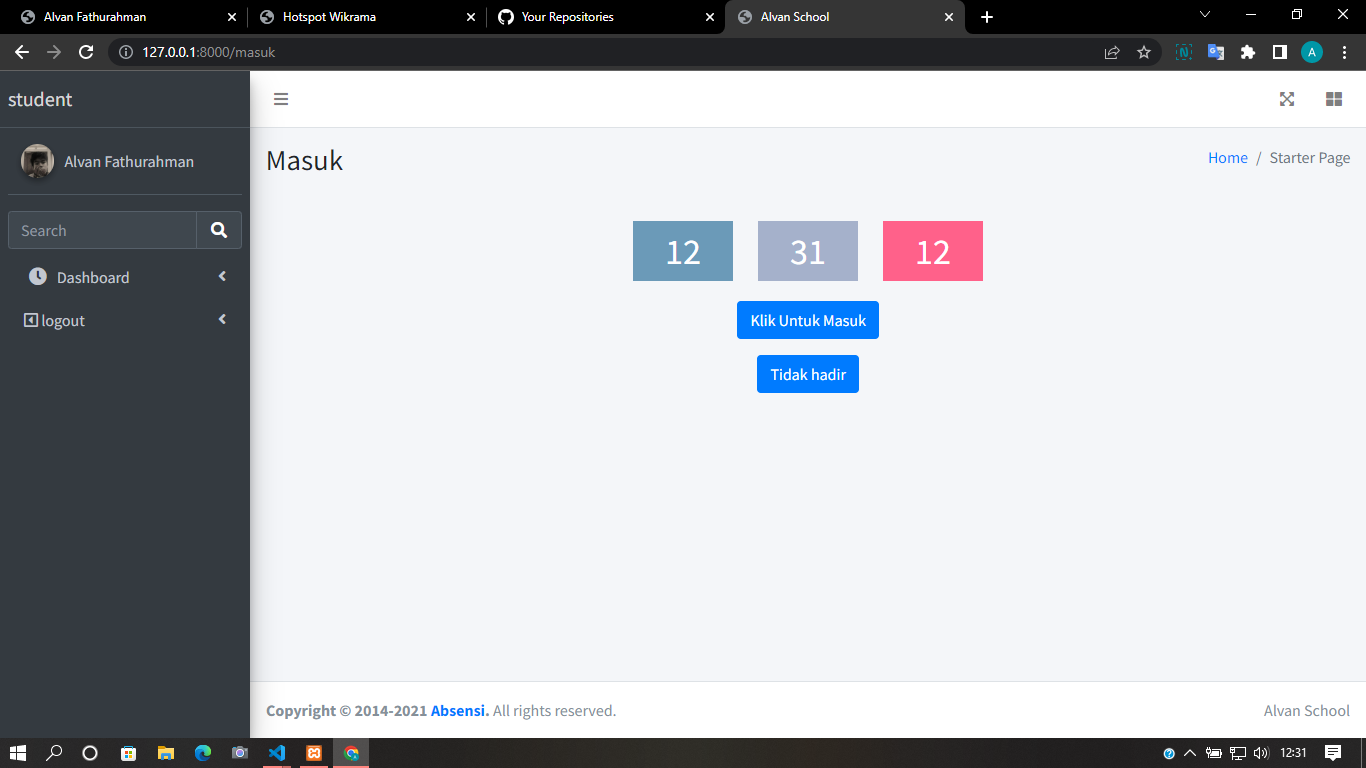 Alvan Fathurahman
Hotspot Wikrama
Your Repositories
Alvan School
127.0.0.1:8000/masuk
A
student
Alvan Fathurahman
Search
Dashboard
logout
Masuk
Home / Starter Page
12 31 12
Klik Untuk Masuk
Tidak hadir
Copyright © 2014-2021 Absensi. All rights reserved.
Alvan School
12:31